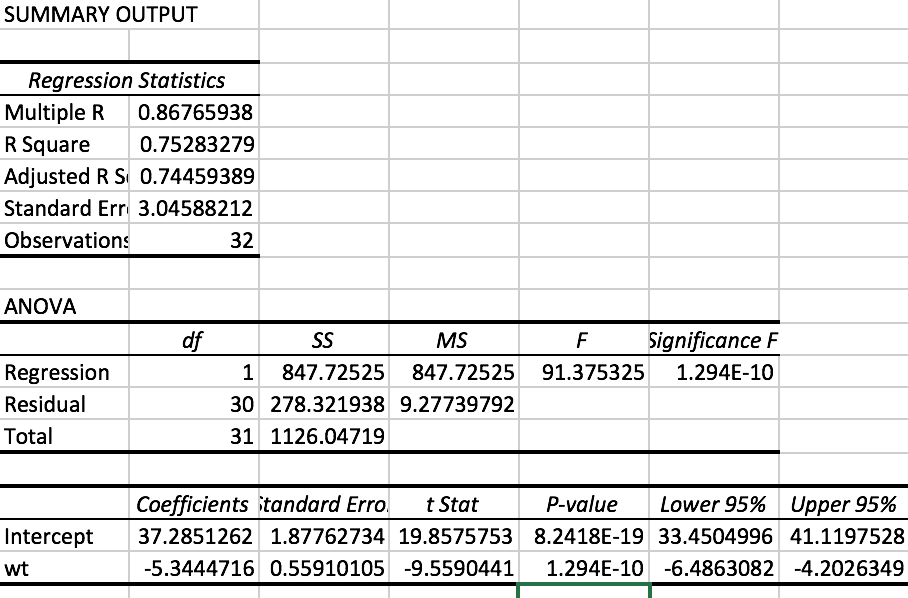 SUMMARY OUTPUT
Regression Statistics
Multiple R 0.86765938
R Square 0.75283279
Adjusted R S 0.74459389
Standard Err 3.04588212
Observations 32
ANOVA
df SS MS F Significance F
Regression 1 847.72525 847.72525 91.375325 1.294E-10
Residual 30 278.321938 9.27739792
Total 31 1126.04719
Coefficients Standard Erro t Stat P-value Lower 95% Upper 95%
Intercept 37.2851262 1.87762734 19.8575753 8.2418E-19 33.4504996 41.1197528
wt -5.3444716 0.55910105 -9.5590441 1.294E-10 -6.4863082 -4.2026349